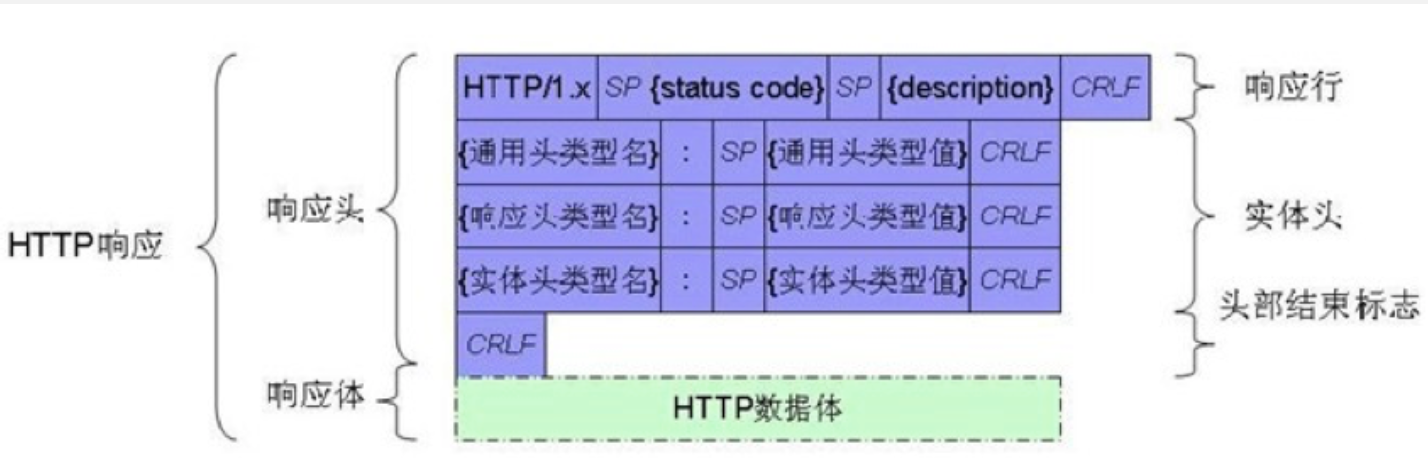 HTTP/1.x SP {status code} SP {description} CRLF
响应行
{通用头类型名} : SP {通用头类型值} CRLF
响应头
{响应头类型名} : SP {响应头类型值} CRLF
实体头
HTTP响应
{实体头类型名} : SP {实体头类型值} CRLF
头部结束标志
CRLF
响应体
HTTP数据体